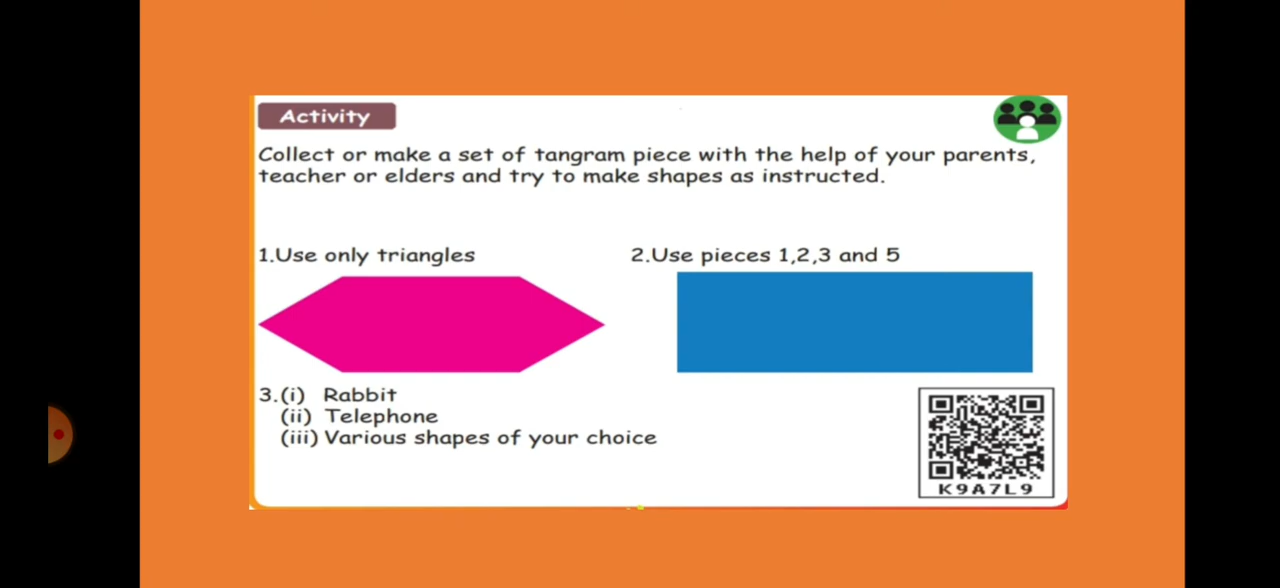 Activity
Collect or make a set of tangram piece with the help of your parents,
teacher or elders and try to make shapes as instructed.
1.Use only triangles
2.Use pieces 1,2,3 and 5
3.(i) Rabbit
(ii) Telephone
(iii) Various shapes of your choice
K9A7L9